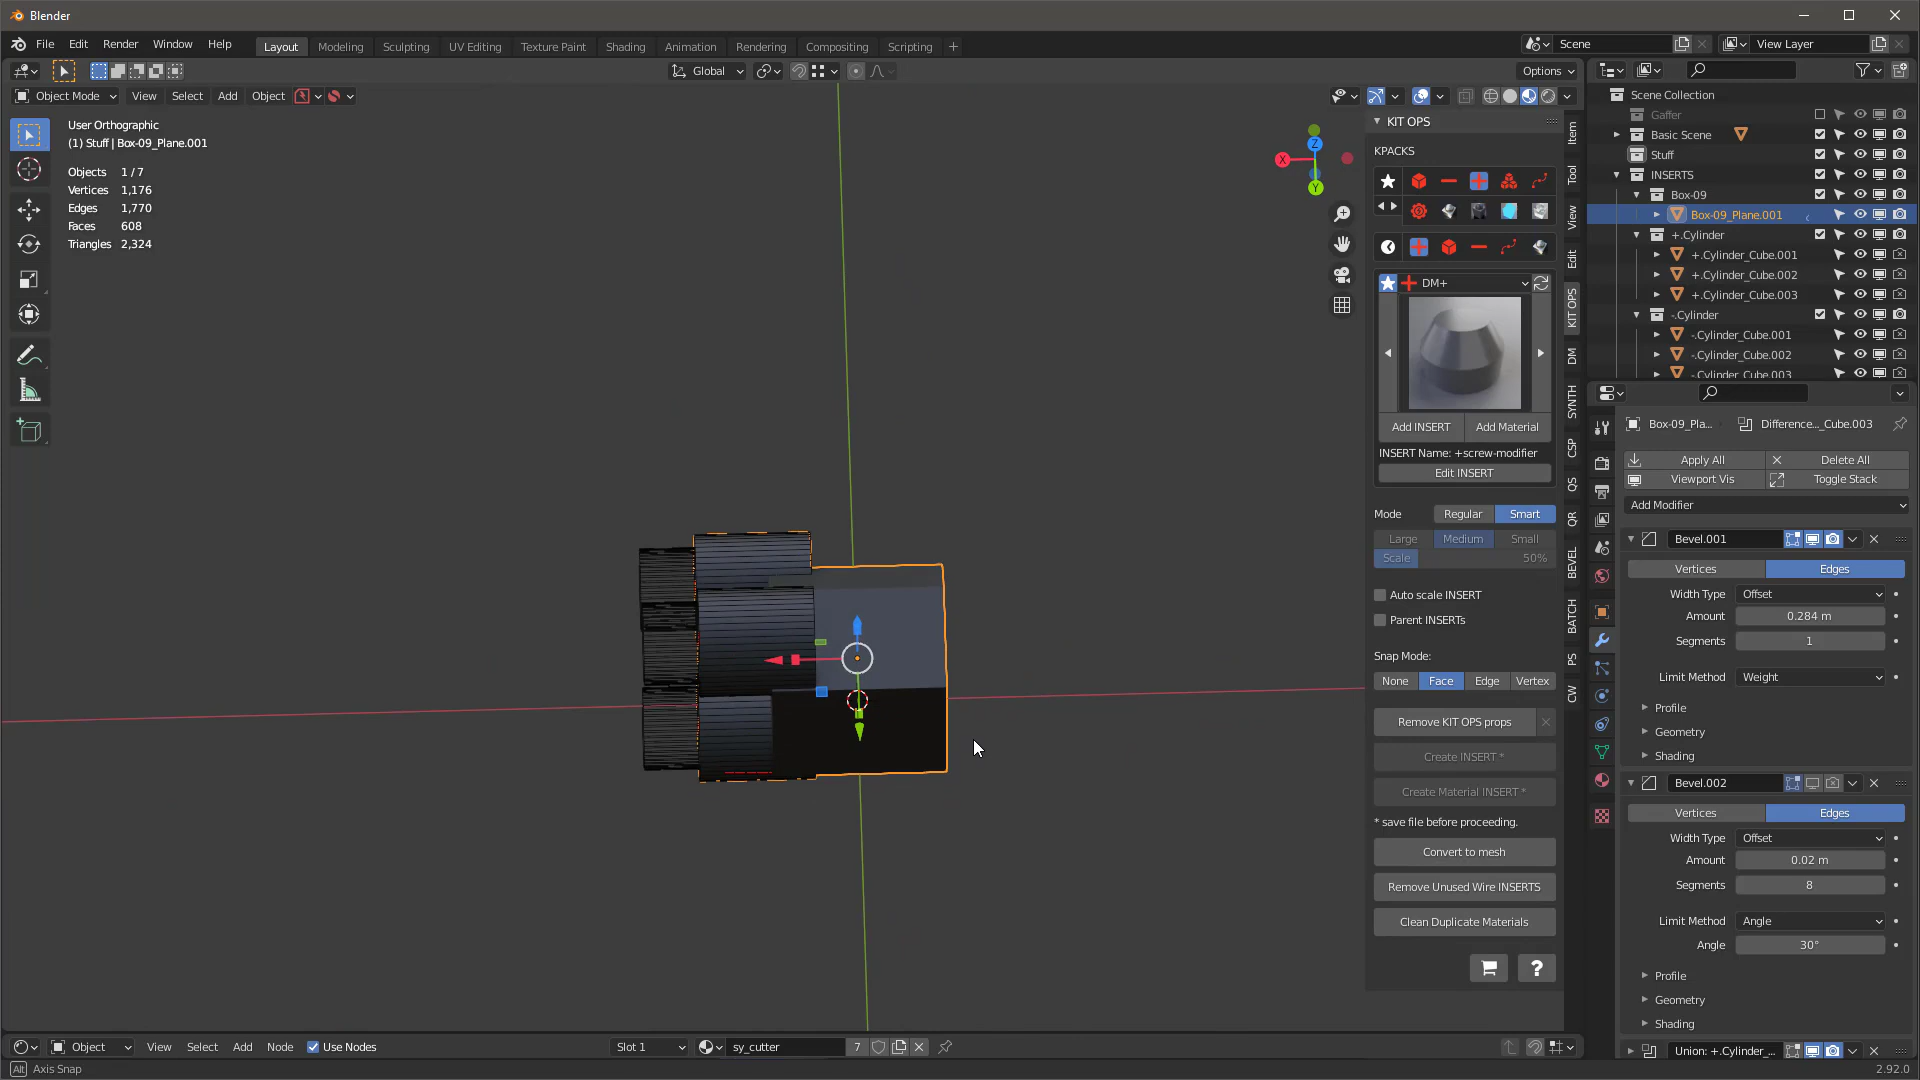 Blender
File Edit Render Window Help
Layout Modeling Sculpting UV Editing Texture Paint Shading Animation Rendering Compositing Scripting +
Scene
View Layer
Global
Options
Object Mode View Select Add Object
User Orthographic
(1) Stuff | Box-09_Plane.001
Objects 1/7
Vertices 1,176
Edges 1,770
Faces 608
Triangles 2,324
X
Z
Y
KIT OPS
KPACKS
DM+
Add INSERT Add Material
INSERT Name: +screw-modifier
Edit INSERT
Mode Regular Smart
Large Medium Small
Scale 50%
Auto scale INSERT
Parent INSERTs
Snap Mode:
None Face Edge Vertex
Remove KIT OPS props
Create INSERT *
Create Material INSERT *
* save file before proceeding.
Convert to mesh
Remove Unused Wire INSERTS
Clean Duplicate Materials
?
Item
Tool
View
Edit
KIT OPS
DM
SYNTH
CSP
QS
QR
BEVEL
BATCH
PS
CW
Scene Collection
Gaffer
Basic Scene
Stuff
INSERTS
Box-09
Box-09_Plane.001
+.Cylinder
+.Cylinder_Cube.001
+.Cylinder_Cube.002
+.Cylinder_Cube.003
-.Cylinder
-.Cylinder_Cube.001
-.Cylinder_Cube.002
-.Cylinder_Cube.003
Box-09_Pla... Difference..._Cube.003
Apply All Delete All
Viewport Vis Toggle Stack
Add Modifier
Bevel.001
Vertices Edges
Width Type Offset
Amount 0.284 m
Segments 1
Limit Method Weight
Profile
Geometry
Shading
Bevel.002
Vertices Edges
Width Type Offset
Amount 0.02 m
Segments 8
Limit Method Angle
Angle 30°
Profile
Geometry
Shading
Union: +.Cylinder_...
Object View Select Add Node Use Nodes
Slot 1
sy_cutter 7
Alt Axis Snap
2.92.0